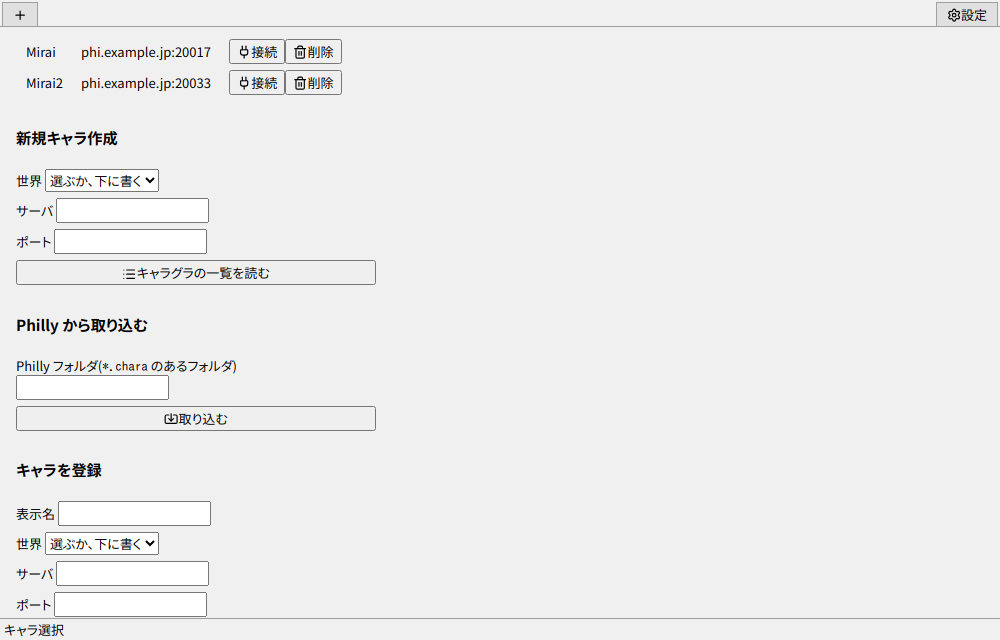 + 設定
Mirai phi.example.jp:20017 接続 削除
Mirai2 phi.example.jp:20033 接続 削除
新規キャラ作成
世界 選ぶか、下に書く
サーバ
ポート
キャラグラの一覧を読む
Philly から取り込む
Philly フォルダ(*.chara のあるフォルダ)
取り込む
キャラを登録
表示名
世界 選ぶか、下に書く
サーバ
ポート
キャラ選択